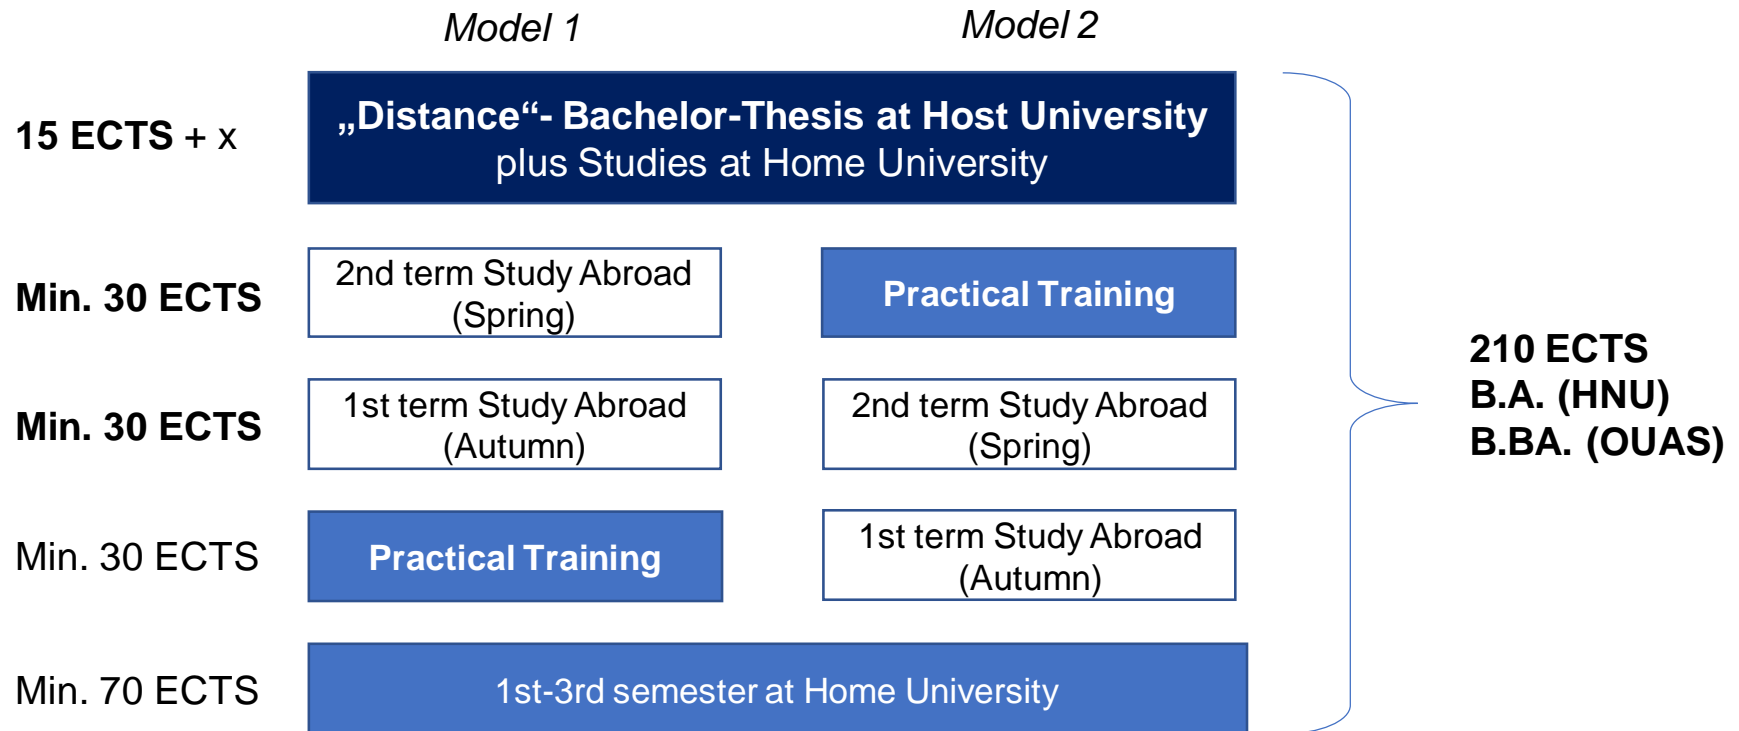 Model 1
Model 2
15 ECTS + x
„Distance“- Bachelor-Thesis at Host University
plus Studies at Home University
Min. 30 ECTS
2nd term Study Abroad
(Spring)
Practical Training
Min. 30 ECTS
1st term Study Abroad
(Autumn)
2nd term Study Abroad
(Spring)
Min. 30 ECTS
Practical Training
1st term Study Abroad
(Autumn)
Min. 70 ECTS
1st-3rd semester at Home University
210 ECTS
B.A. (HNU)
B.BA. (OUAS)